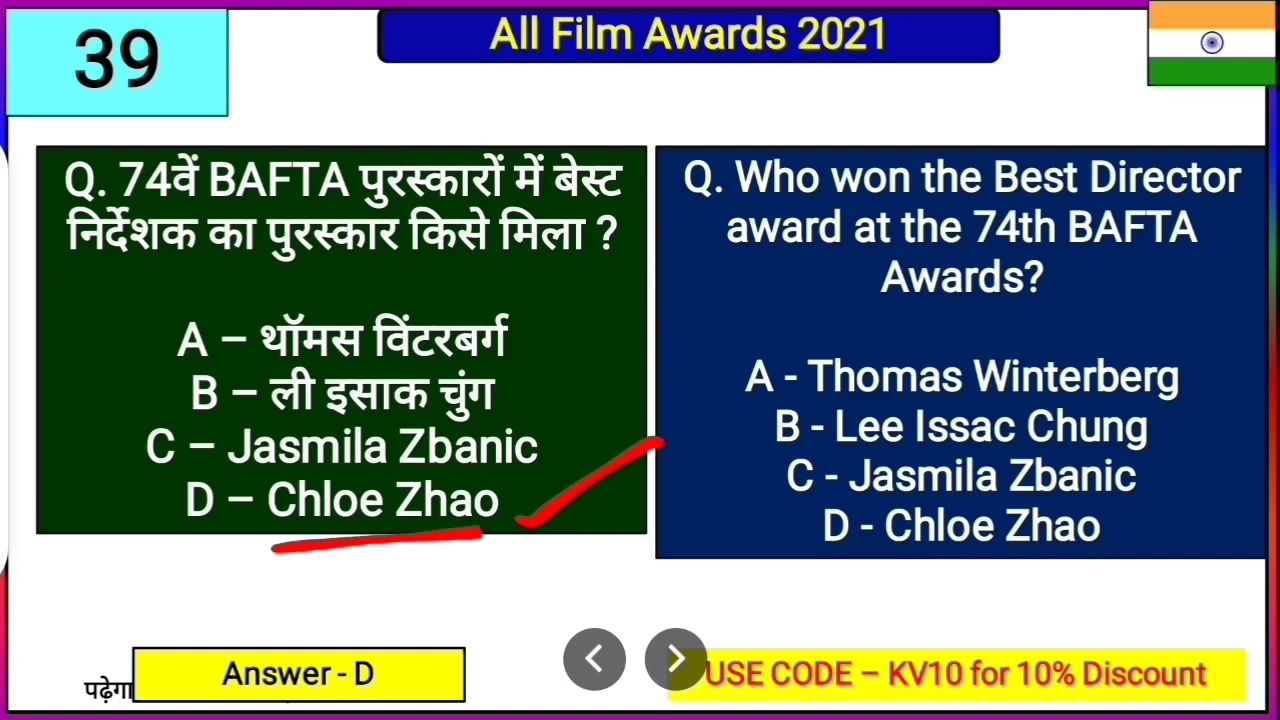 39
All Film Awards 2021
Q. 74वें BAFTA पुरस्कारों में बेस्ट
निर्देशक का पुरस्कार किसे मिला ?
A – थॉमस विंटरबर्ग
B – ली इसाक चुंग
C – Jasmila Zbanic
D – Chloe Zhao
Q. Who won the Best Director
award at the 74th BAFTA
Awards?
A - Thomas Winterberg
B - Lee Issac Chung
C - Jasmila Zbanic
D - Chloe Zhao
पढ़ेगा
Answer - D
USE CODE – KV10 for 10% Discount